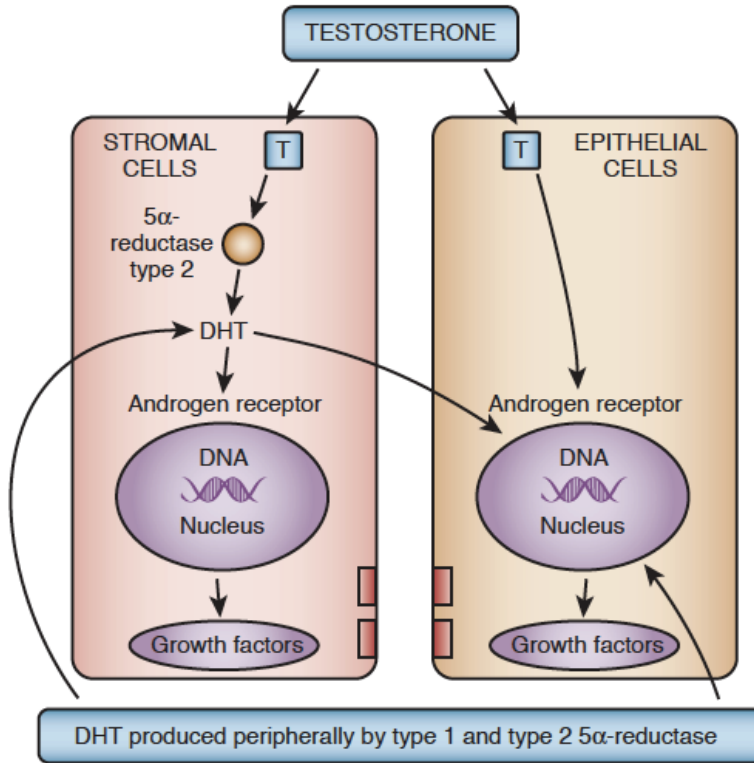 TESTOSTERONE
STROMAL
CELLS
T
5α-
reductase
type 2
DHT
Androgen receptor
DNA
Nucleus
Growth factors
T
EPITHELIAL
CELLS
Androgen receptor
DNA
Nucleus
Growth factors
DHT produced peripherally by type 1 and type 2 5α-reductase